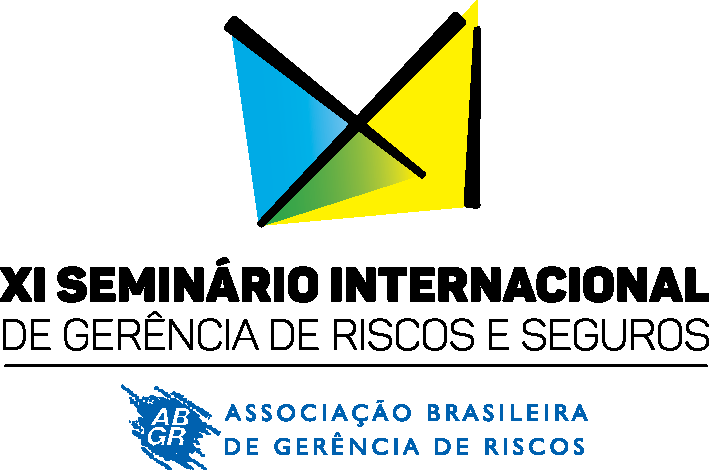 XI SEMINÁRIO INTERNACIONAL
DE GERÊNCIA DE RISCOS E SEGUROS
AB
GR
ASSOCIAÇÃO BRASILEIRA
DE GERÊNCIA DE RISCOS